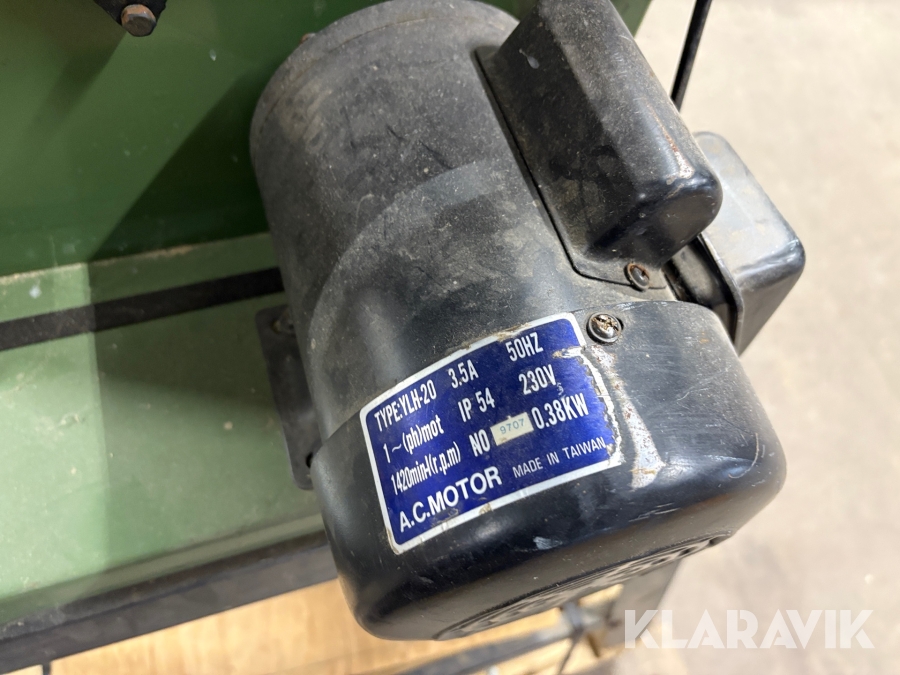 TYPE:YLH-20 3.5A 50HZ
1~(ph)mot IP 54 230V
1420min-(r.p.m) NO 9707 0.38KW
A.C.MOTOR MADE IN TAIWAN
KLARAVIK